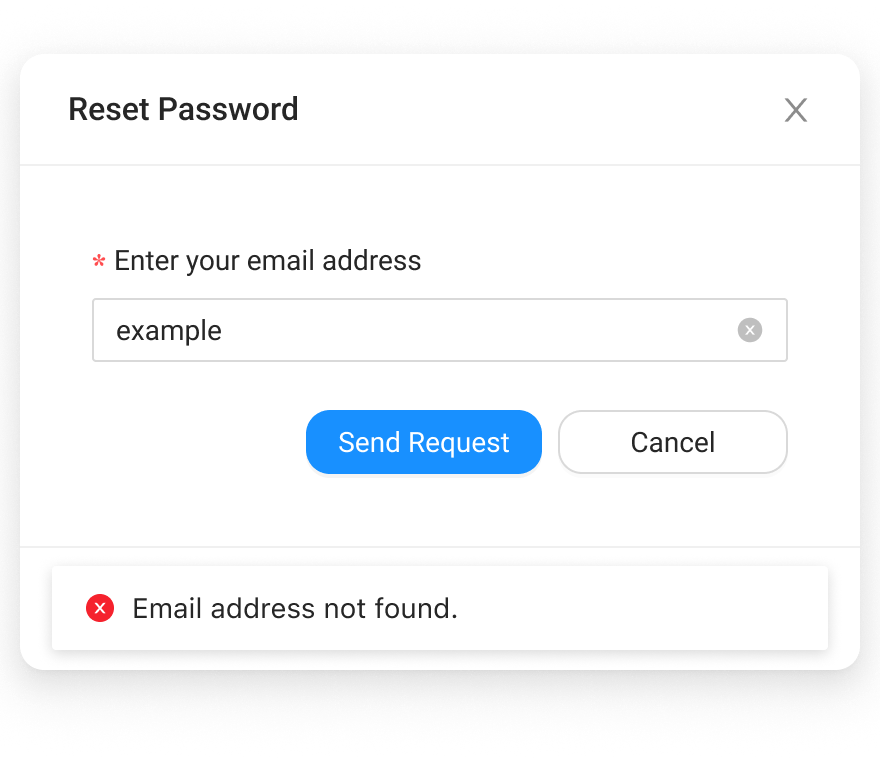 Reset Password
* Enter your email address
example
Send Request
Cancel
Email address not found.